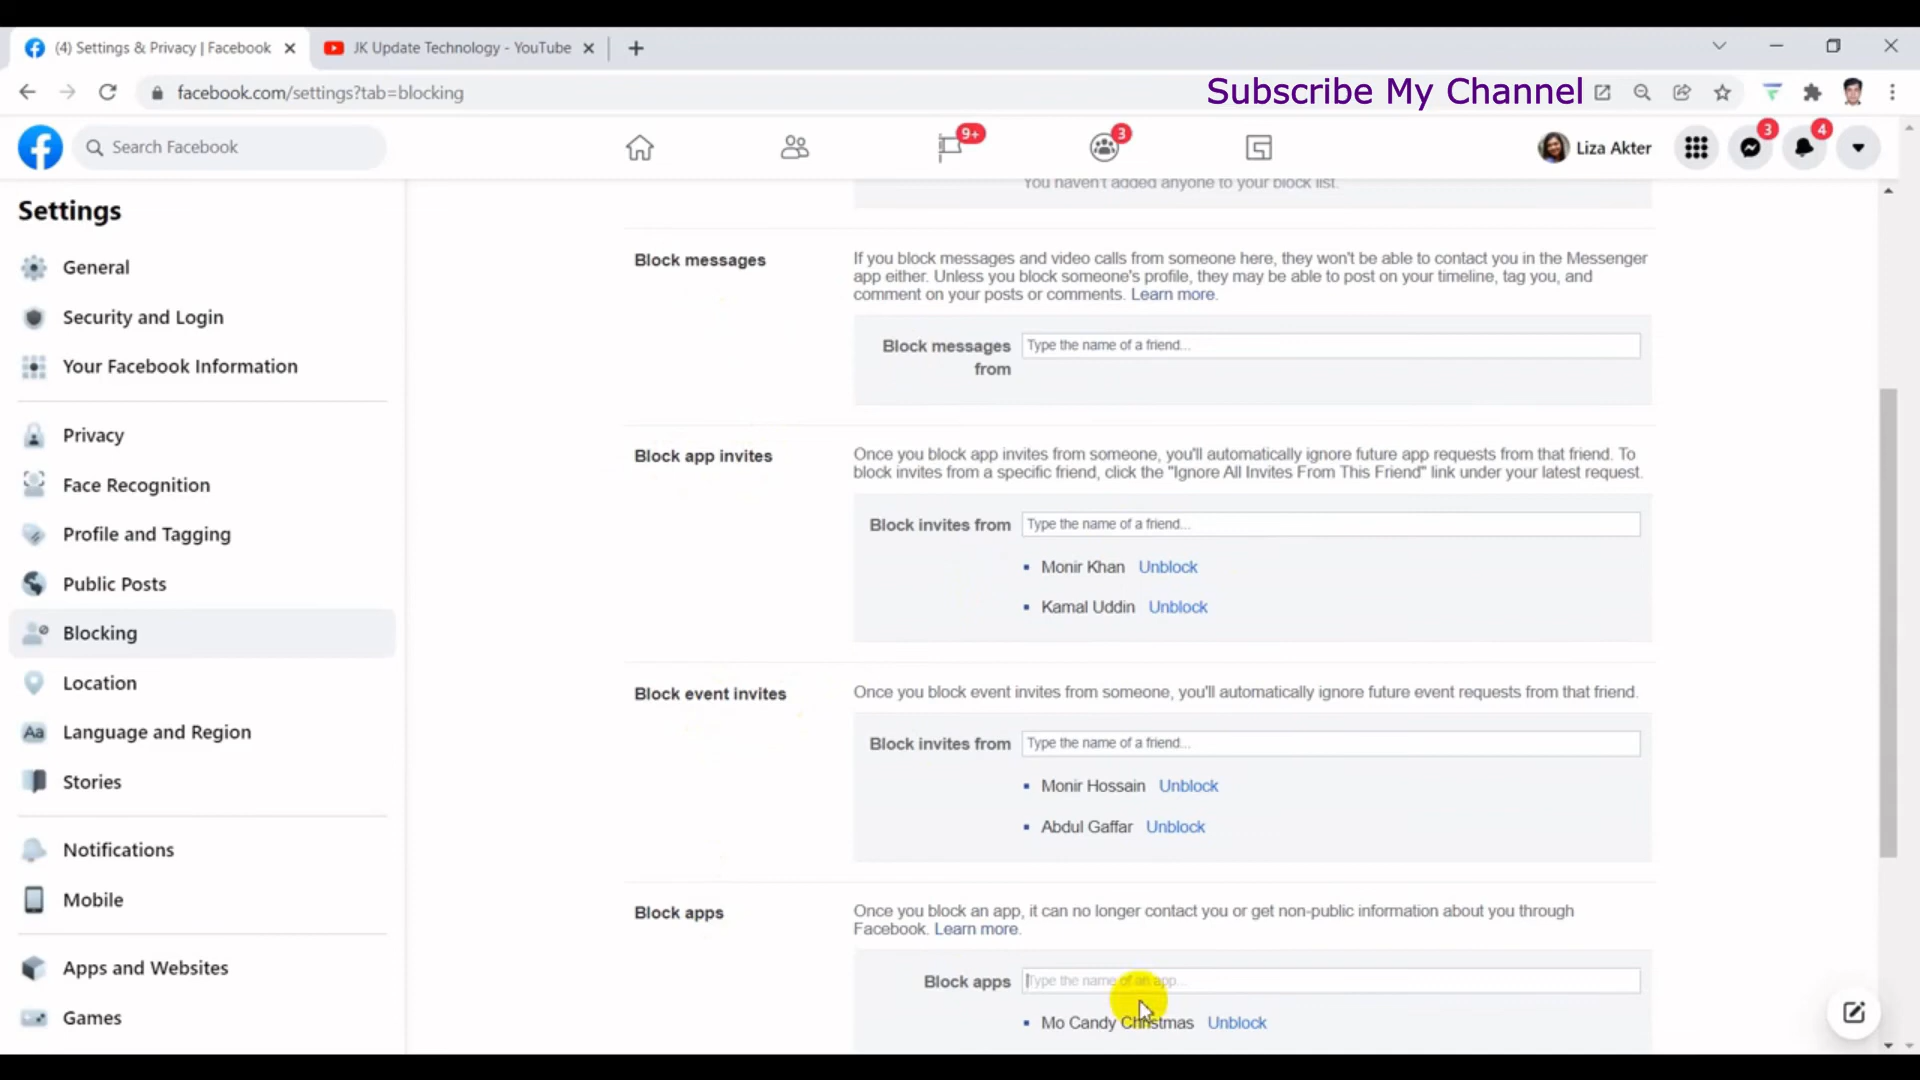 (4) Settings & Privacy | Facebook
JK Update Technology - YouTube
facebook.com/settings?tab=blocking
Subscribe My Channel
Search Facebook
9+
3
Liza Akter
3
4
Settings
General
Security and Login
Your Facebook Information
Privacy
Face Recognition
Profile and Tagging
Public Posts
Blocking
Location
Aa
Language and Region
Stories
Notifications
Mobile
Apps and Websites
Games
You haven't added anyone to your block list.
Block messages
If you block messages and video calls from someone here, they won't be able to contact you in the Messenger
app either. Unless you block someone's profile, they may be able to post on your timeline, tag you, and
comment on your posts or comments. Learn more.
Block messages from
Type the name of a friend...
Block app invites
Once you block app invites from someone, you'll automatically ignore future app requests from that friend. To
block invites from a specific friend, click the "Ignore All Invites From This Friend" link under your latest request.
Block invites from
Type the name of a friend...
Monir Khan Unblock
Kamal Uddin Unblock
Block event invites
Once you block event invites from someone, you'll automatically ignore future event requests from that friend.
Block invites from
Type the name of a friend...
Monir Hossain Unblock
Abdul Gaffar Unblock
Block apps
Once you block an app, it can no longer contact you or get non-public information about you through
Facebook. Learn more.
Block apps
Type the name of an app...
Mo Candy Christmas Unblock